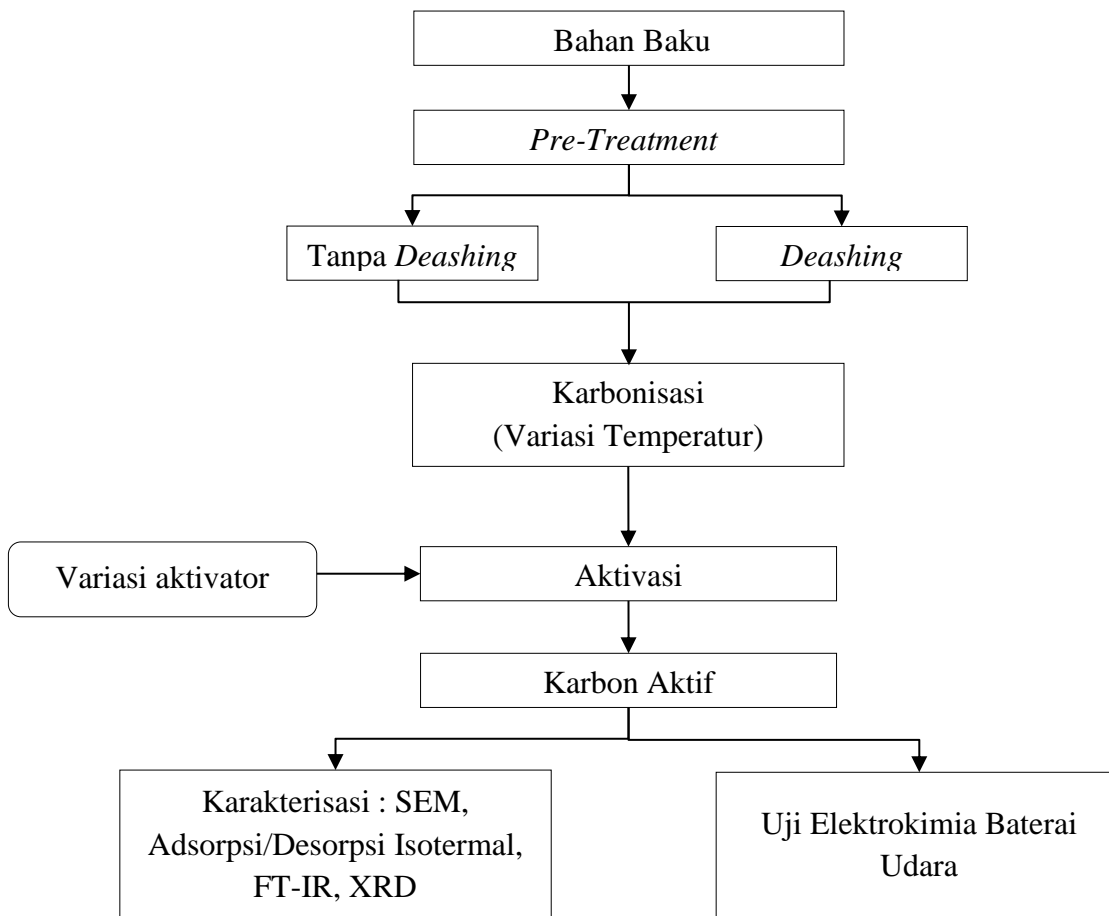 Bahan Baku
Pre-Treatment
Tanpa Deashing
Deashing
Karbonisasi
(Variasi Temperatur)
Variasi aktivator
Aktivasi
Karbon Aktif
Karakterisasi : SEM,
Adsorpsi/Desorpsi Isotermal,
FT-IR, XRD
Uji Elektrokimia Baterai
Udara